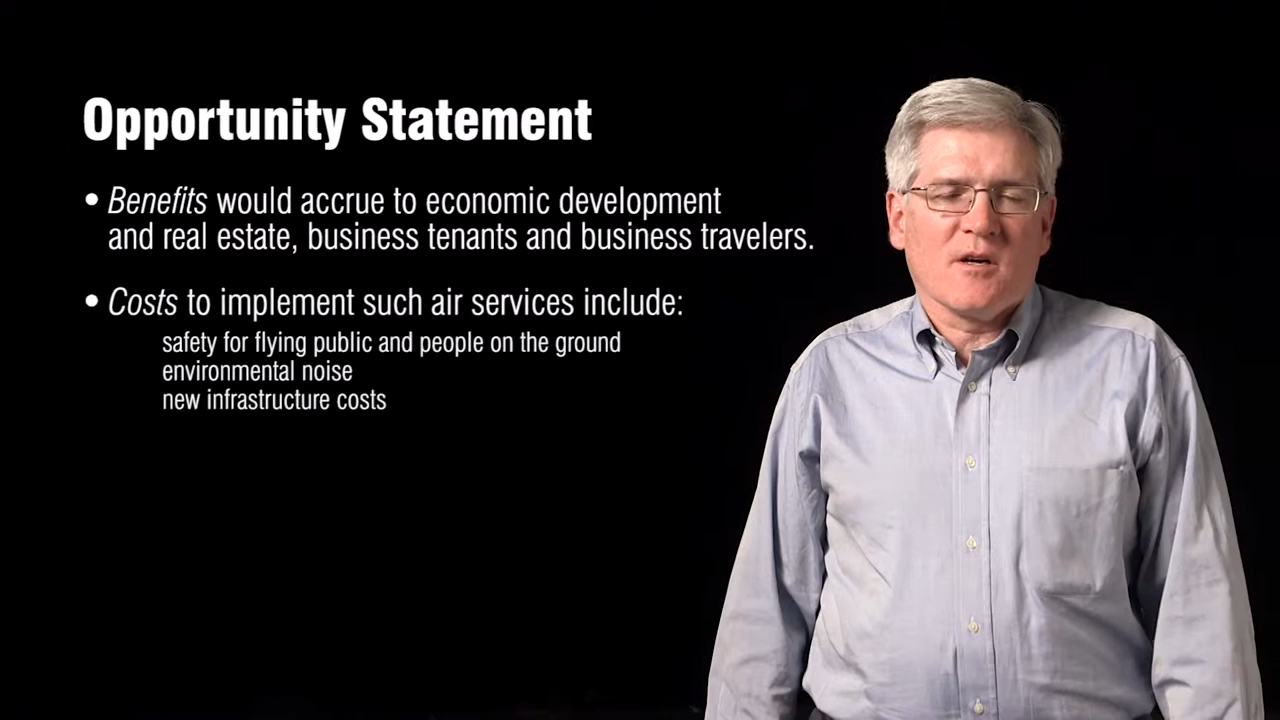 Opportunity Statement
• Benefits would accrue to economic development
and real estate, business tenants and business travelers.
• Costs to implement such air services include:
safety for flying public and people on the ground
environmental noise
new infrastructure costs